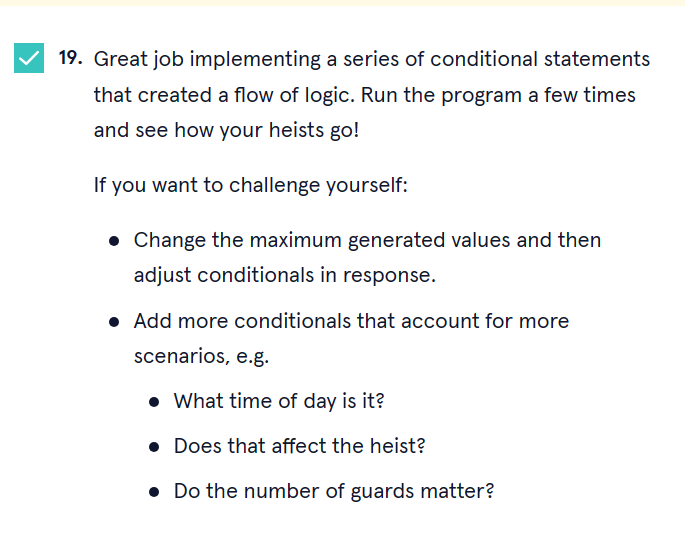 19. Great job implementing a series of conditional statements
that created a flow of logic. Run the program a few times
and see how your heists go!
If you want to challenge yourself:
● Change the maximum generated values and then
adjust conditionals in response.
● Add more conditionals that account for more
scenarios, e.g.
● What time of day is it?
● Does that affect the heist?
● Do the number of guards matter?